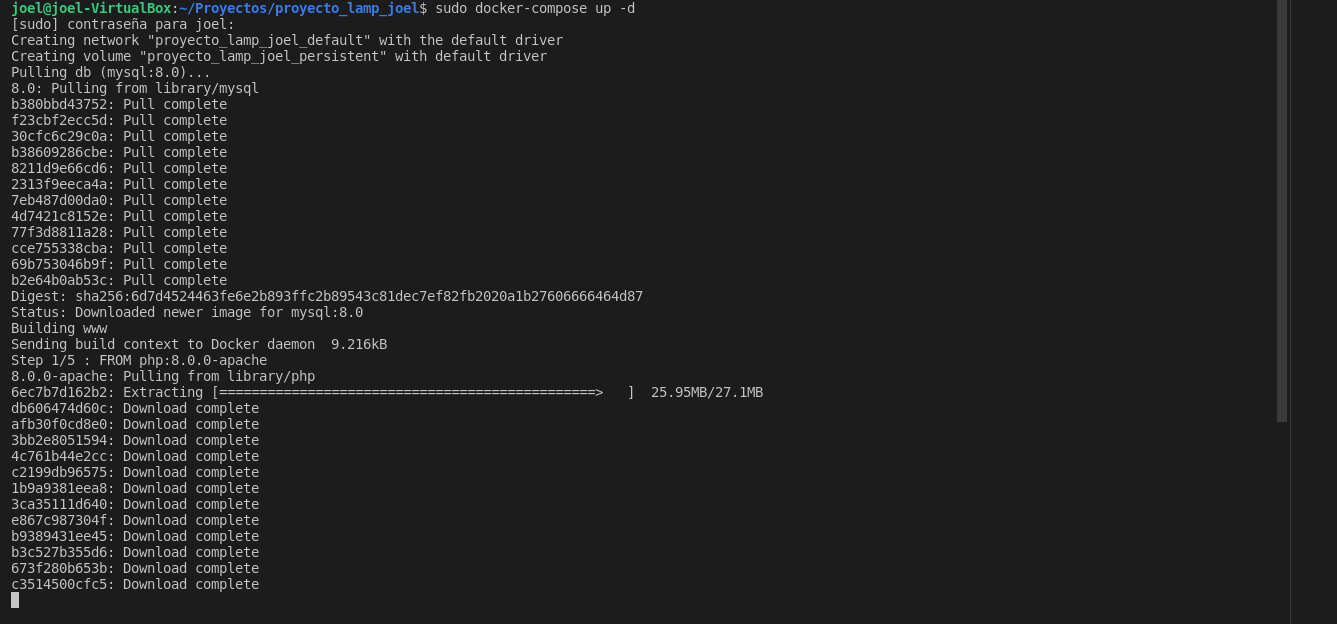 joel@joel-VirtualBox:~/Proyectos/proyecto_lamp_joel$ sudo docker-compose up -d
[sudo] contraseña para joel:
Creating network "proyecto_lamp_joel_default" with the default driver
Creating volume "proyecto_lamp_joel_persistent" with default driver
Pulling db (mysql:8.0)...
8.0: Pulling from library/mysql
b380bbd43752: Pull complete
f23cbf2ecc5d: Pull complete
30cfc6c29c0a: Pull complete
b38609286cbe: Pull complete
8211d9e66cd6: Pull complete
2313f9eeca4a: Pull complete
7eb487d00da0: Pull complete
4d7421c8152e: Pull complete
77f3d8811a28: Pull complete
cce755338cba: Pull complete
69b753046b9f: Pull complete
b2e64b0ab53c: Pull complete
Digest: sha256:6d7d4524463fe6e2b893ffc2b89543c81dec7ef82fb2020a1b27606666464d87
Status: Downloaded newer image for mysql:8.0
Building www
Sending build context to Docker daemon  9.216kB
Step 1/5 : FROM php:8.0.0-apache
8.0.0-apache: Pulling from library/php
6ec7b7d162b2: Extracting [===============================================>   ]  25.95MB/27.1MB
db606474d60c: Download complete
afb30f0cd8e0: Download complete
3bb2e8051594: Download complete
4c761b44e2cc: Download complete
c2199db96575: Download complete
1b9a9381eea8: Download complete
3ca35111d640: Download complete
e867c987304f: Download complete
b9389431ee45: Download complete
b3c527b355d6: Download complete
673f280b653b: Download complete
c3514500cfc5: Download complete